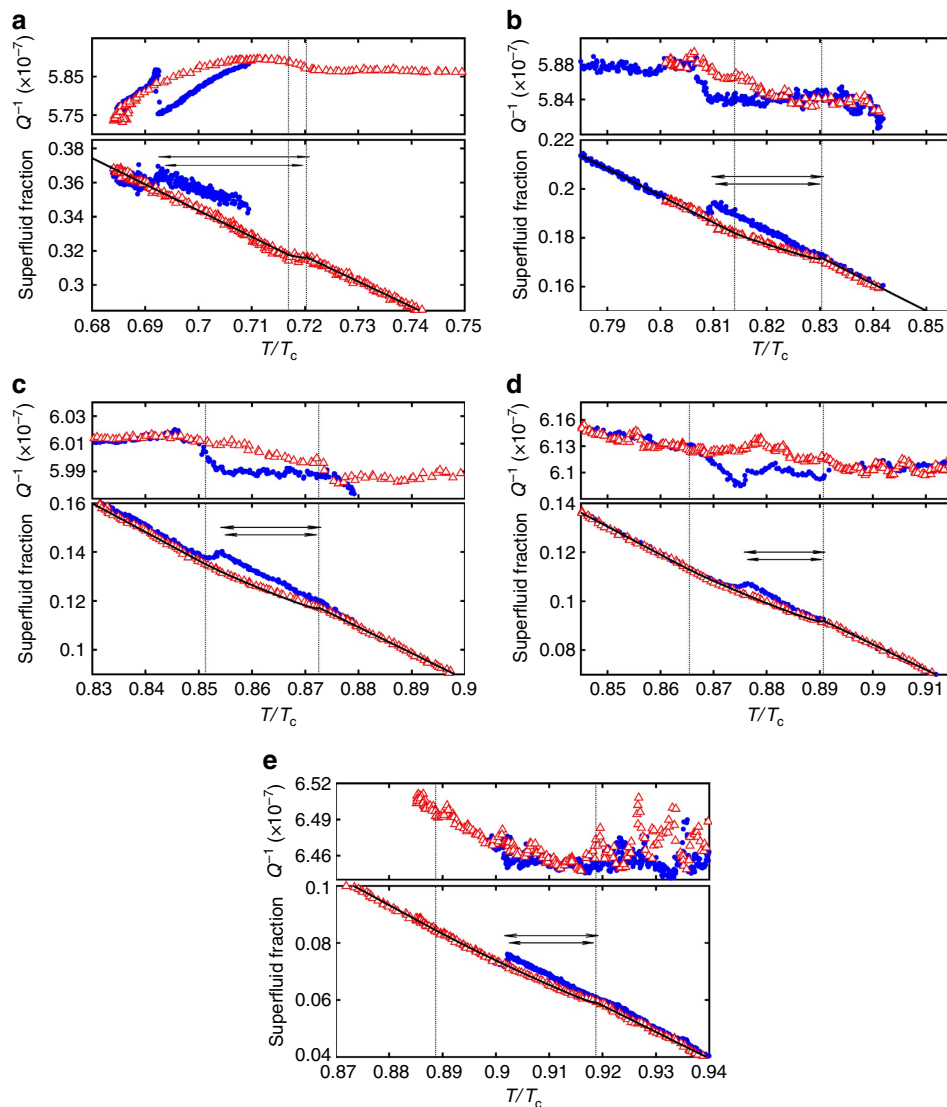 a
Q⁻¹ (×10⁻⁷)
5.85
5.75
Superfluid fraction
0.38
0.36
0.34
0.32
0.3
0.68 0.69 0.7 0.71 0.72 0.73 0.74 0.75
T/Tc
b
Q⁻¹ (×10⁻⁷)
5.88
5.84
Superfluid fraction
0.22
0.2
0.18
0.16
0.79 0.8 0.81 0.82 0.83 0.84 0.85
T/Tc
c
Q⁻¹ (×10⁻⁷)
6.03
6.01
5.99
Superfluid fraction
0.16
0.14
0.12
0.1
0.83 0.84 0.85 0.86 0.87 0.88 0.89 0.9
T/Tc
d
Q⁻¹ (×10⁻⁷)
6.16
6.13
6.1
Superfluid fraction
0.14
0.12
0.1
0.08
0.85 0.86 0.87 0.88 0.89 0.9 0.91
T/Tc
e
Q⁻¹ (×10⁻⁷)
6.52
6.49
6.46
Superfluid fraction
0.1
0.08
0.06
0.04
0.87 0.88 0.89 0.9 0.91 0.92 0.93 0.94
T/Tc